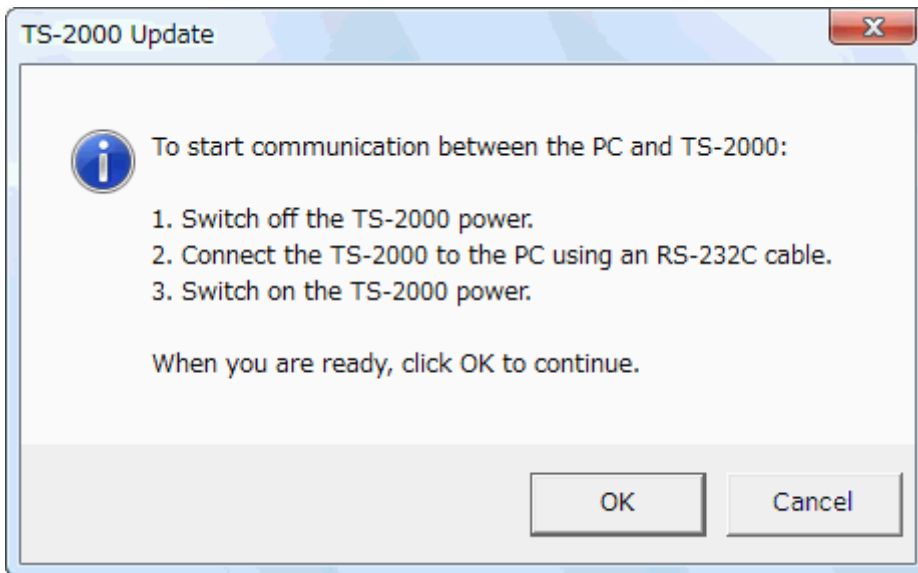 TS-2000 Update
To start communication between the PC and TS-2000:
1. Switch off the TS-2000 power.
2. Connect the TS-2000 to the PC using an RS-232C cable.
3. Switch on the TS-2000 power.
When you are ready, click OK to continue.
OK
Cancel